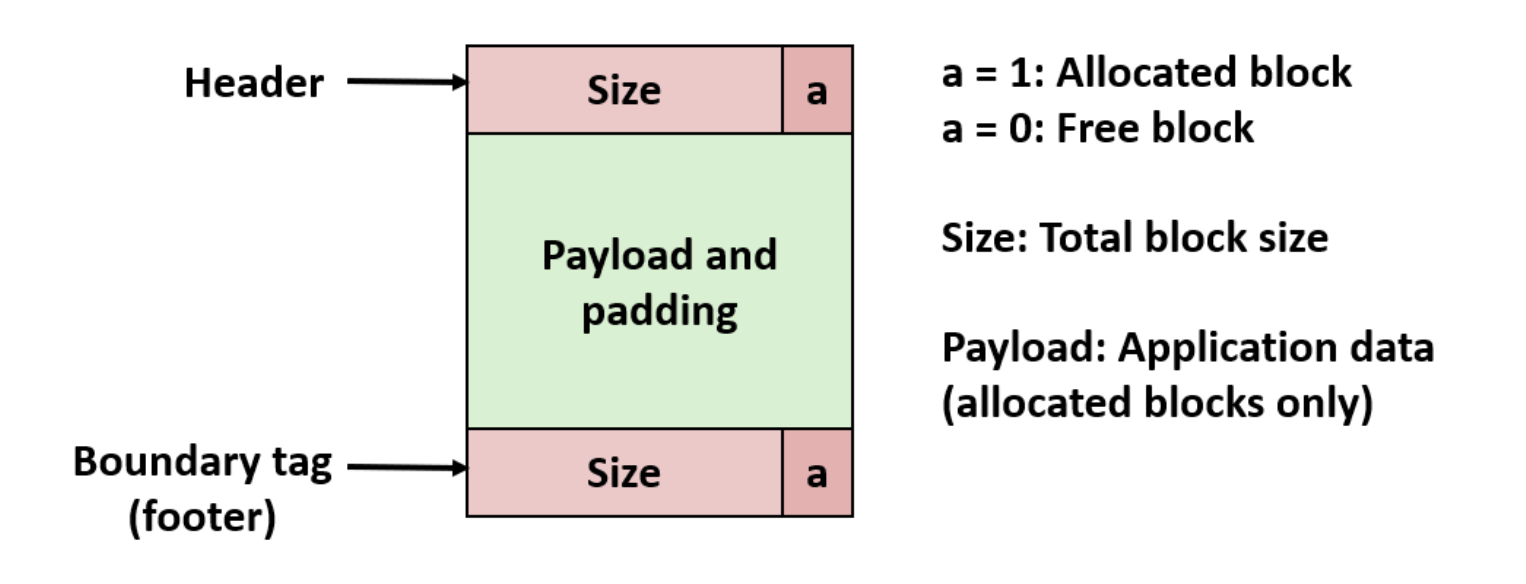 Header
Size
a
a = 1: Allocated block
a = 0: Free block
Size: Total block size
Payload and
padding
Payload: Application data
(allocated blocks only)
Boundary tag
(footer)
Size
a